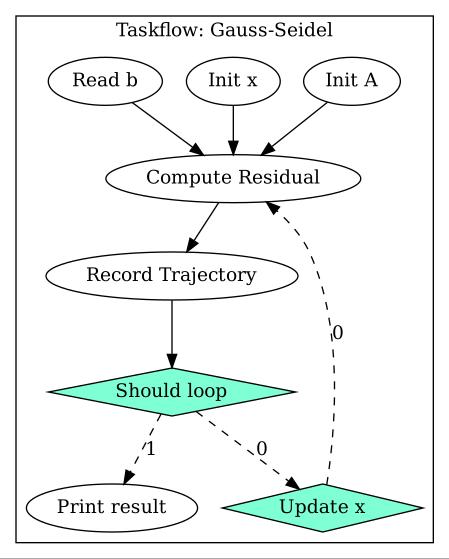 Taskflow: Gauss-Seidel
Read b
Init x
Init A
Compute Residual
Record Trajectory
0
Should loop
1
0
Print result
Update x